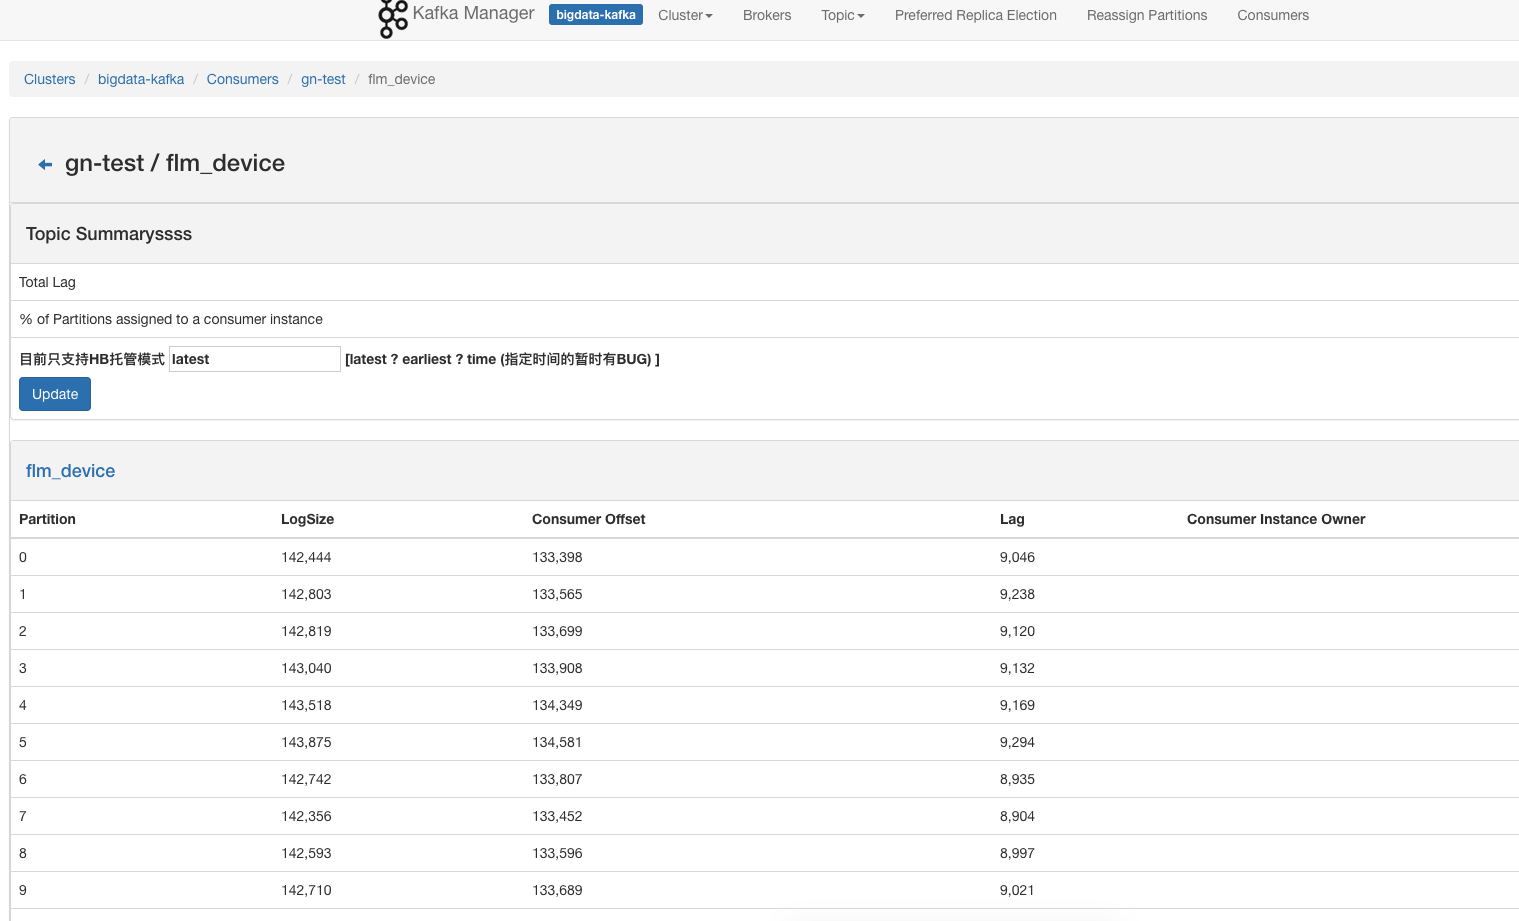 Kafka Manager bigdata-kafka Cluster Brokers Topic Preferred Replica Election Reassign Partitions Consumers
Clusters / bigdata-kafka / Consumers / gn-test / flm_device
gn-test / flm_device
Topic Summaryssss
Total Lag
% of Partitions assigned to a consumer instance
目前只支持HB托管模式 latest [latest ? earliest ? time (指定时间的暂时有BUG) ]
Update
flm_device
Partition LogSize Consumer Offset Lag Consumer Instance Owner
0 142,444 133,398 9,046
1 142,803 133,565 9,238
2 142,819 133,699 9,120
3 143,040 133,908 9,132
4 143,518 134,349 9,169
5 143,875 134,581 9,294
6 142,742 133,807 8,935
7 142,356 133,452 8,904
8 142,593 133,596 8,997
9 142,710 133,689 9,021